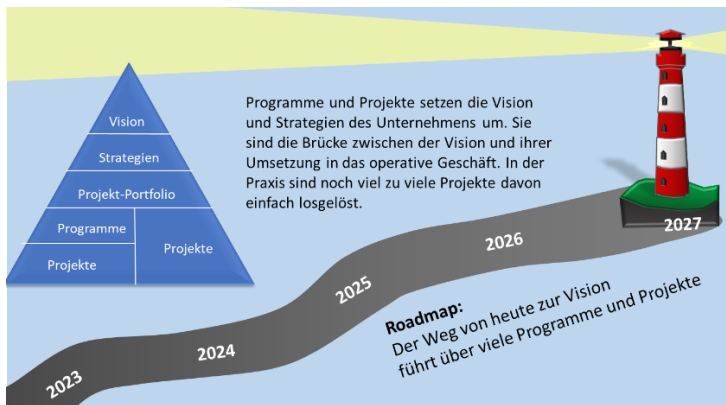 Vision
Strategien
Projekt-Portfolio
Programme
Projekte
Projekte
Programme und Projekte setzen die Vision
und Strategien des Unternehmens um. Sie
sind die Brücke zwischen der Vision und ihrer
Umsetzung in das operative Geschäft. In der
Praxis sind noch viel zu viele Projekte davon
einfach losgelöst.
2023
2024
2025
2026
2027
Roadmap:
Der Weg von heute zur Vision
führt über viele Programme und Projekte